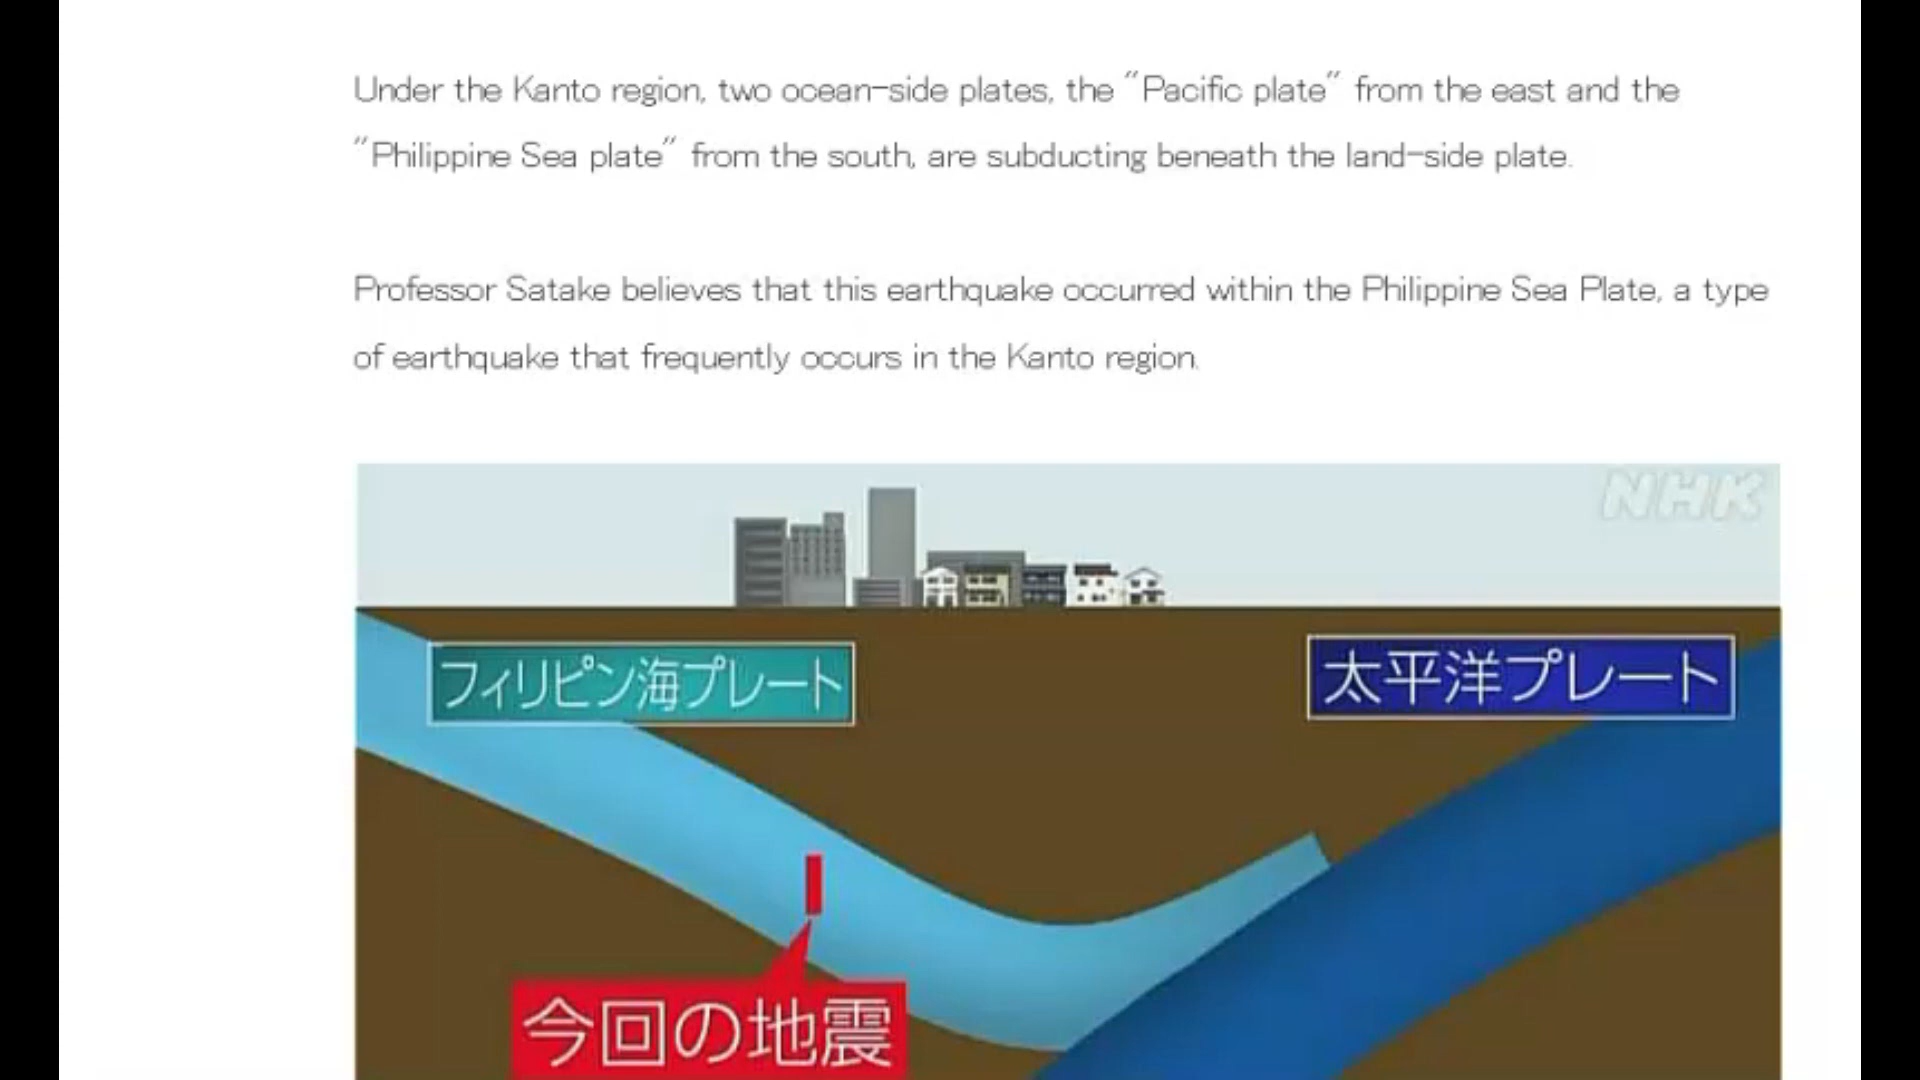 Under the Kanto region, two ocean-side plates, the "Pacific plate" from the east and the
"Philippine Sea plate" from the south, are subducting beneath the land-side plate.
Professor Satake believes that this earthquake occurred within the Philippine Sea Plate, a type
of earthquake that frequently occurs in the Kanto region.
NHK
フィリピン海プレート
太平洋プレート
今回の地震